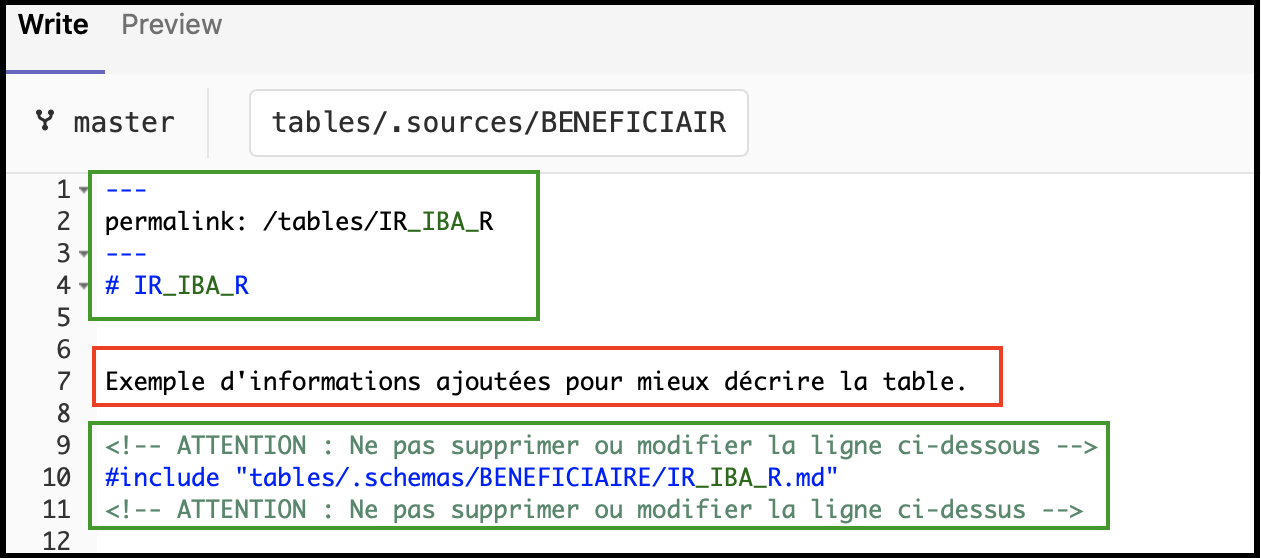 Write Preview
master tables/.sources/BENEFICIAIR
1 ---
2 permalink: /tables/IR_IBA_R
3 ---
4 # IR_IBA_R
5
6
7 Exemple d'informations ajoutées pour mieux décrire la table.
8
9 <!-- ATTENTION : Ne pas supprimer ou modifier la ligne ci-dessous -->
10 #include "tables/.schemas/BENEFICIAIRE/IR_IBA_R.md"
11 <!-- ATTENTION : Ne pas supprimer ou modifier la ligne ci-dessus -->
12